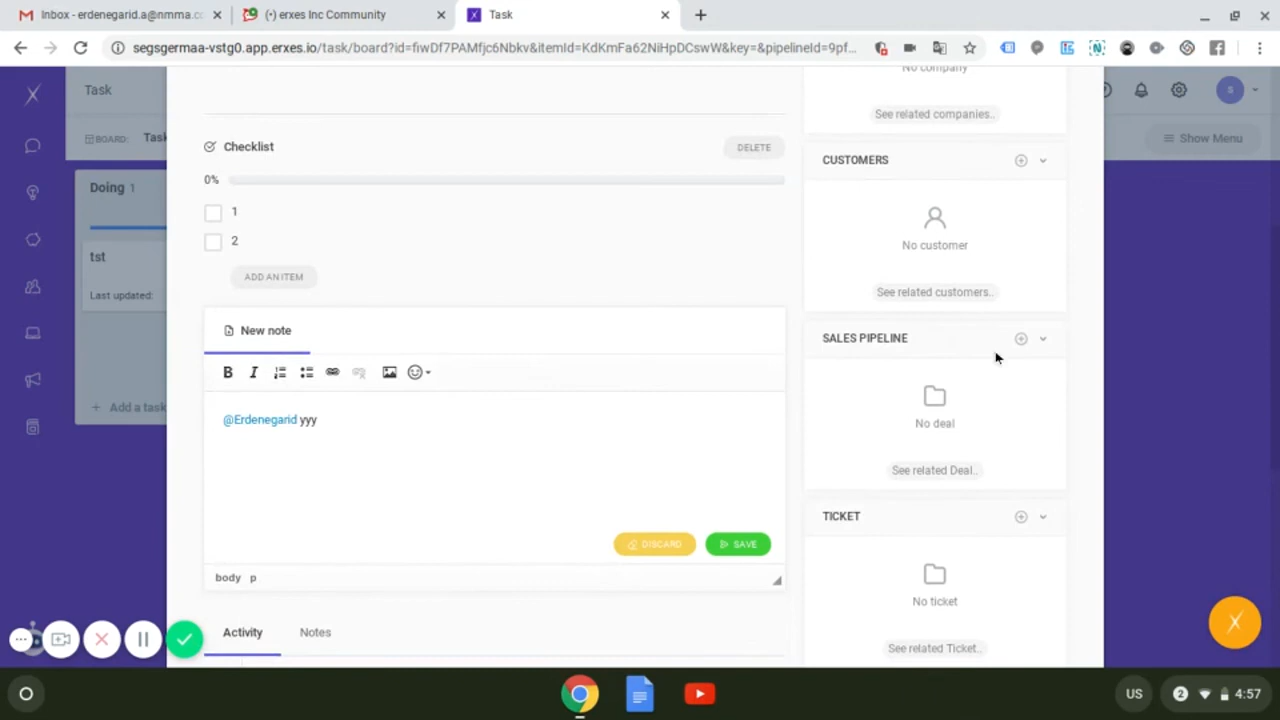 Inbox - erdenegarid.a@nmma.co
(•) erxes Inc Community
Task
segsgermaa-vstg0.app.erxes.io/task/board?id=fiwDf7PAMfjc6Nbkv&itemId=KdKmFa62NiHpDCswW&key=&pipelineId=9pf...
Task
S
BOARD: Task
Show Menu
Doing 1
tst
Last updated:
+ Add a task
Checklist
DELETE
0%
1
2
ADD AN ITEM
New note
B I
@Erdenegarid yyy
DISCARD
SAVE
body p
Activity
Notes
No company
See related companies..
CUSTOMERS
No customer
See related customers..
SALES PIPELINE
No deal
See related Deal..
TICKET
No ticket
See related Ticket..
US
2
4:57